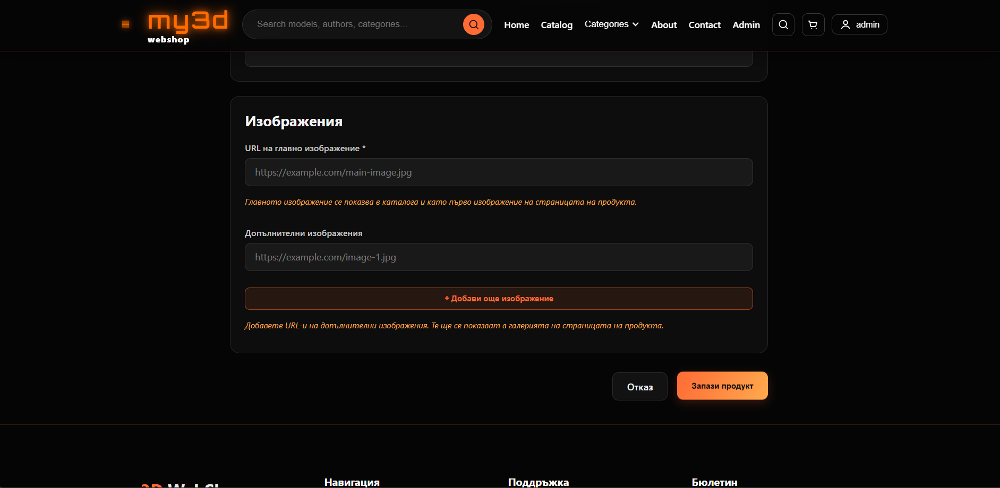 my3d
webshop
Search models, authors, categories...
Home
Catalog
Categories
About
Contact
Admin
admin
Изображения
URL на главно изображение *
https://example.com/main-image.jpg
Главното изображение се показва в каталога и като първо изображение на страницата на продукта.
Допълнителни изображения
https://example.com/image-1.jpg
+ Добави още изображение
Добавете URL-и на допълнителни изображения. Те ще се показват в галерията на страницата на продукта.
Отказ
Запази продукт
Навигация
Поддръжка
Бюлетин